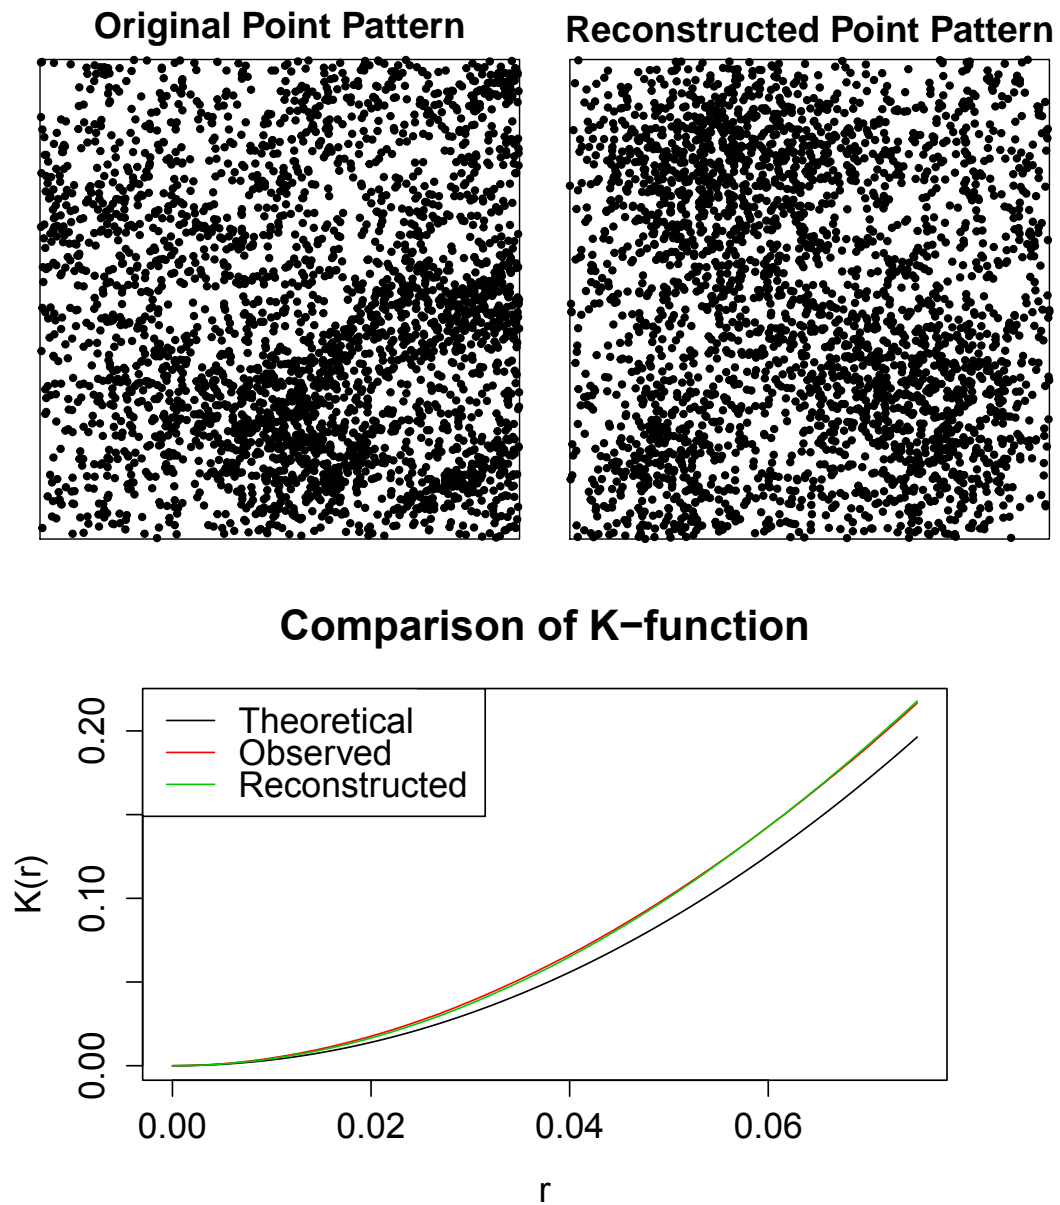 Original Point Pattern
Reconstructed Point Pattern
Comparison of K−function
Theoretical
Observed
Reconstructed
K(r)
0.20
0.10
0.00
0.00 0.02 0.04 0.06
r